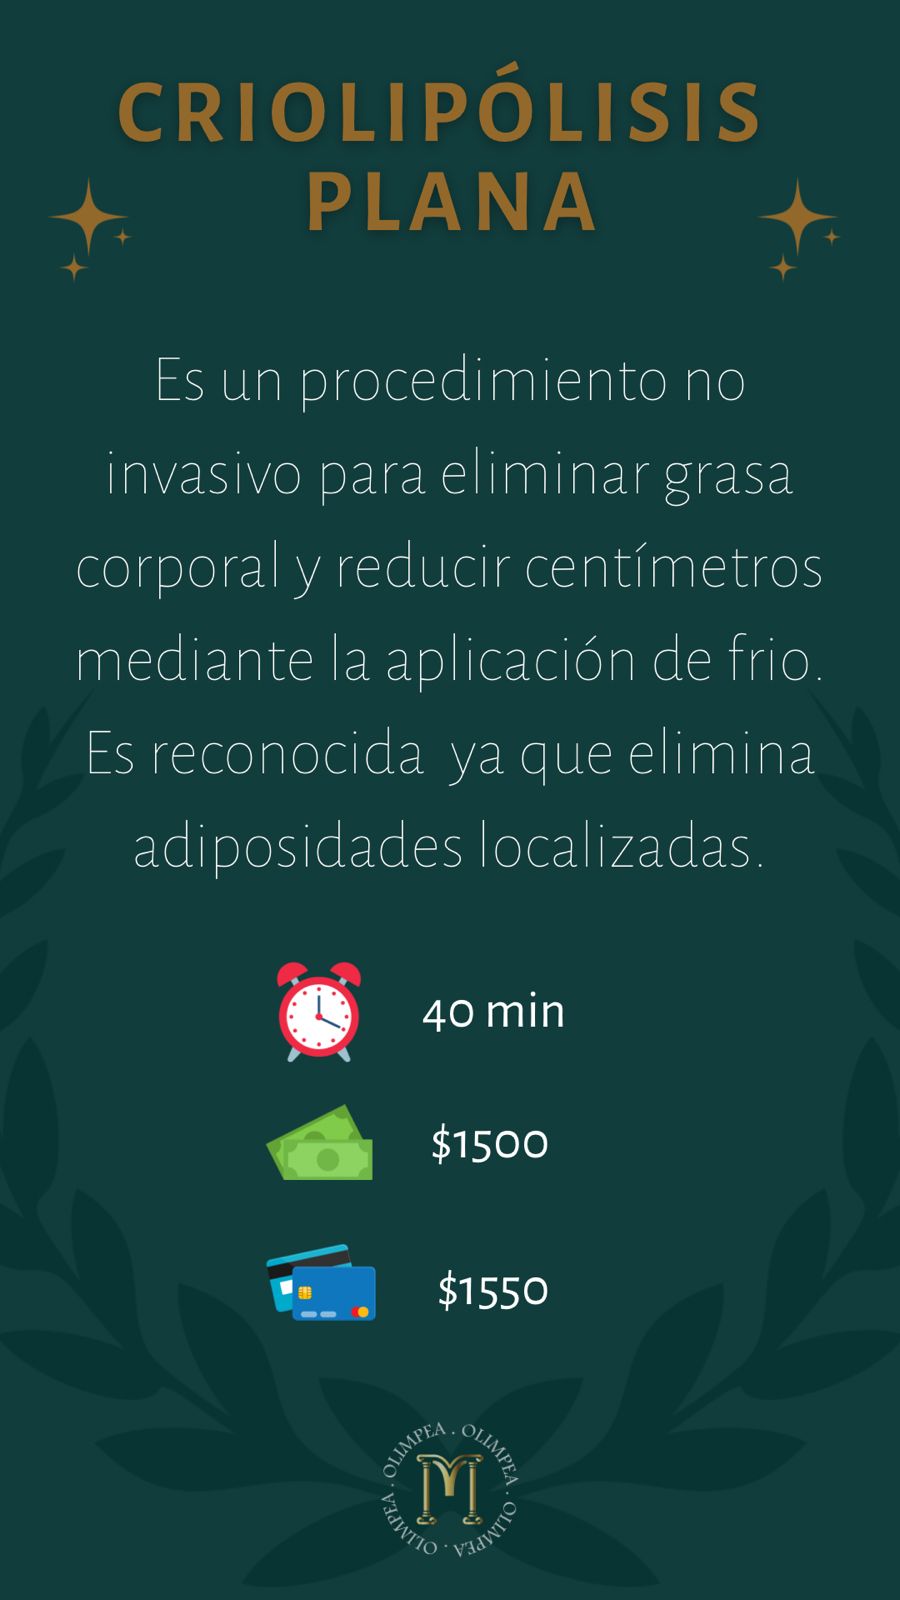 CRIOLIPÓLISIS
PLANA
Es un procedimiento no
invasivo para eliminar grasa
corporal y reducir centímetros
mediante la aplicación de frio.
Es reconocida ya que elimina
adiposidades localizadas.
40 min
$1500
$1550
OLIMPEA . OLIMPEA . OLIMPEA . OLIMPEA .
M